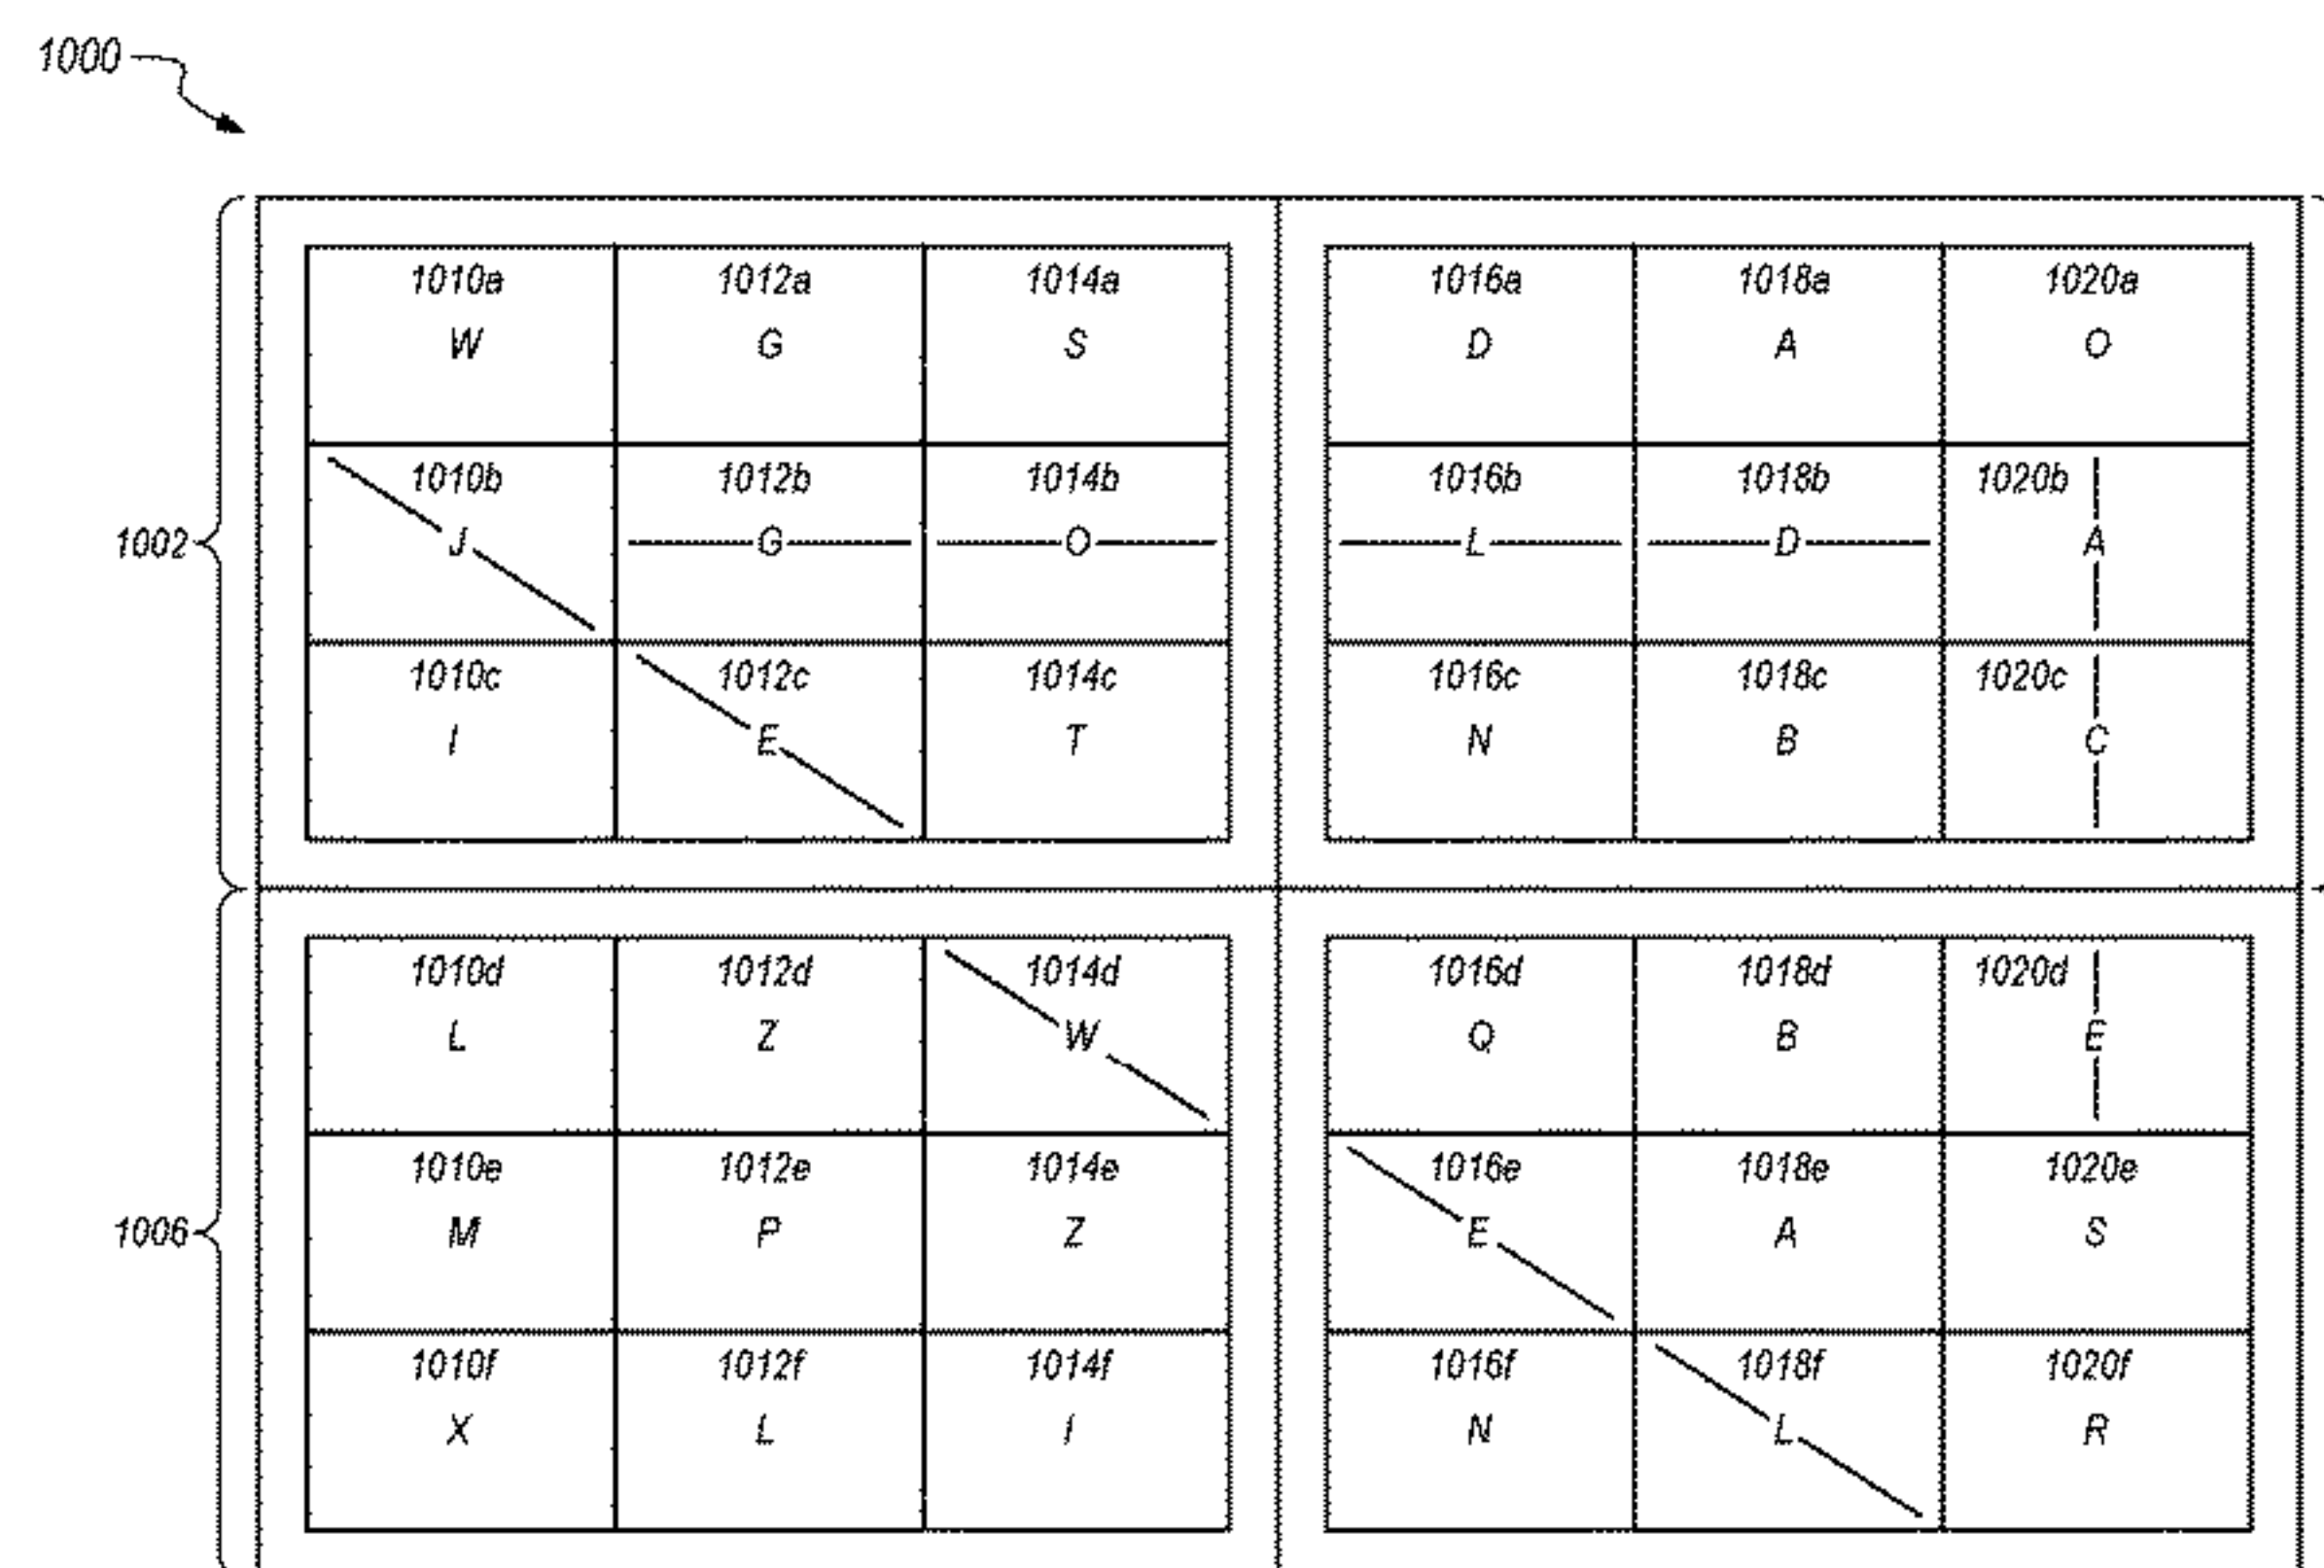 1000
1010a 1012a 1014a 1016a 1018a 1020a
W G S D A O
1010b 1012b 1014b 1016b 1018b 1020b
1002 J G O L D A
1010c 1012c 1014c 1016c 1018c 1020c
I E T N B C
1010d 1012d 1014d 1016d 1018d 1020d
L Z W Q B E
1010e 1012e 1014e 1016e 1018e 1020e
1006 M P Z E A S
1010f 1012f 1014f 1016f 1018f 1020f
X L I N L R